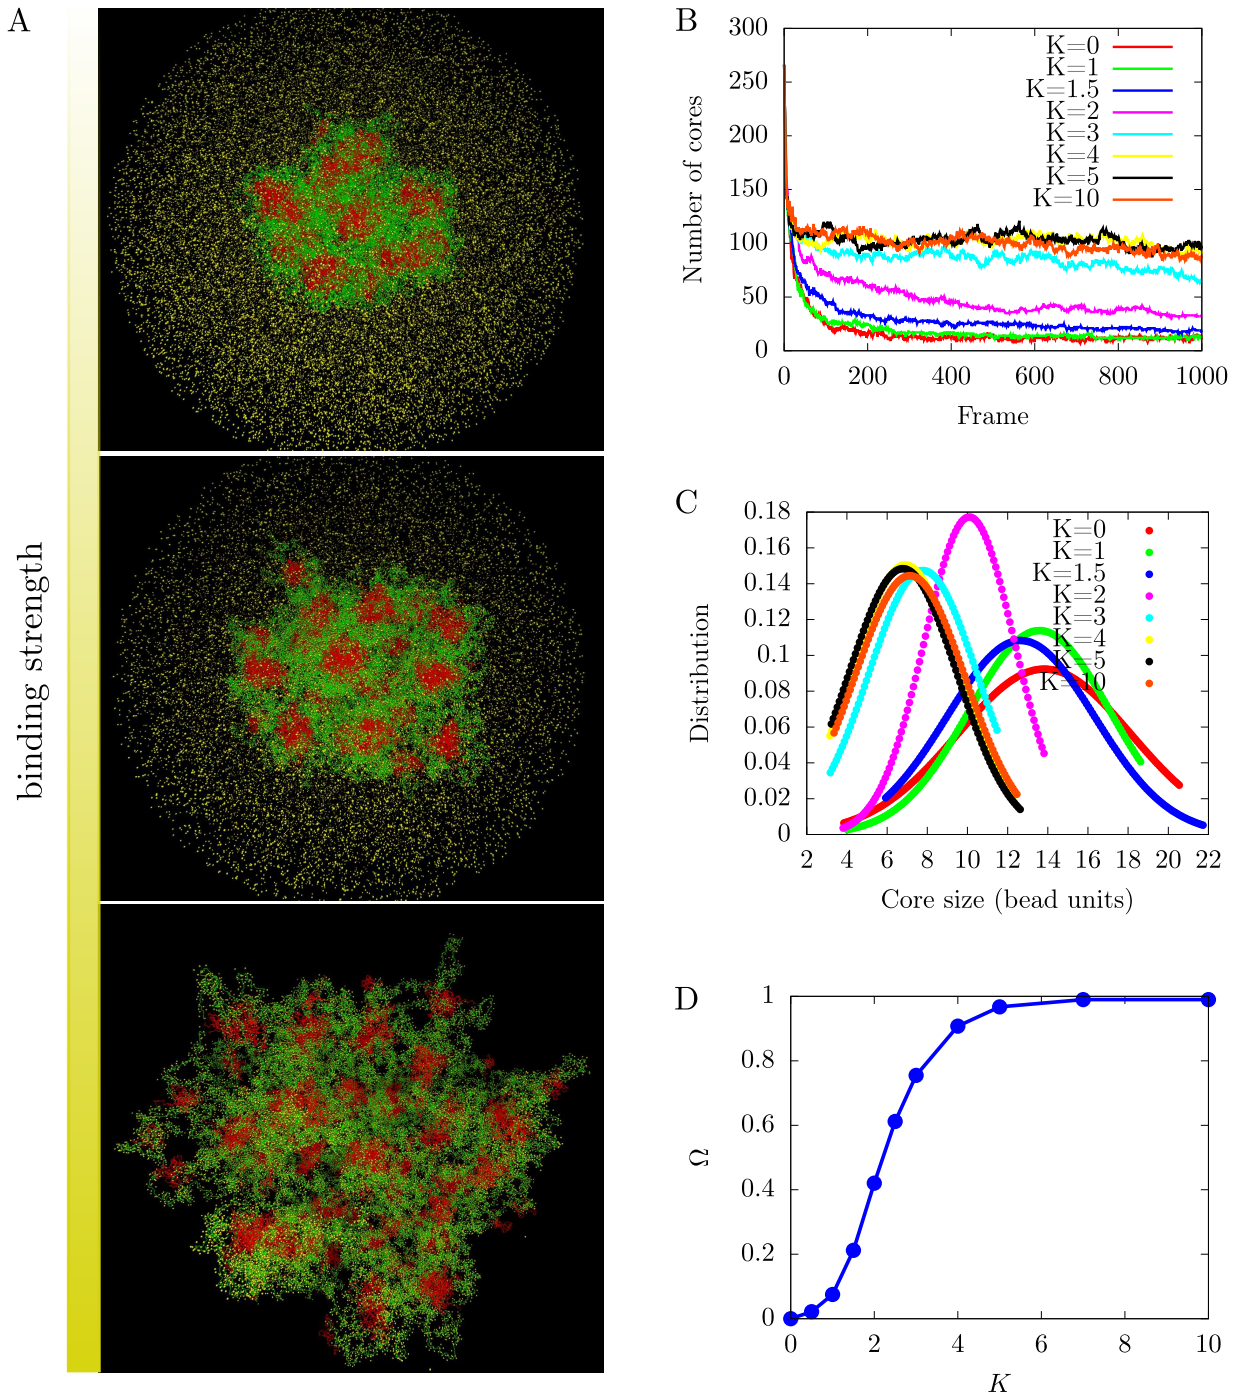 A
binding strength
B
300
250
200
150
100
50
0
Number of cores
K=0
K=1
K=1.5
K=2
K=3
K=4
K=5
K=10
0 200 400 600 800 1000
Frame
C
0.18
0.16
0.14
0.12
0.1
0.08
0.06
0.04
0.02
0
Distribution
K=0
K=1
K=1.5
K=2
K=3
K=4
K=5
K=10
2 4 6 8 10 12 14 16 18 20 22
Core size (bead units)
D
1
0.8
0.6
0.4
0.2
0
Ω
0 2 4 6 8 10
K